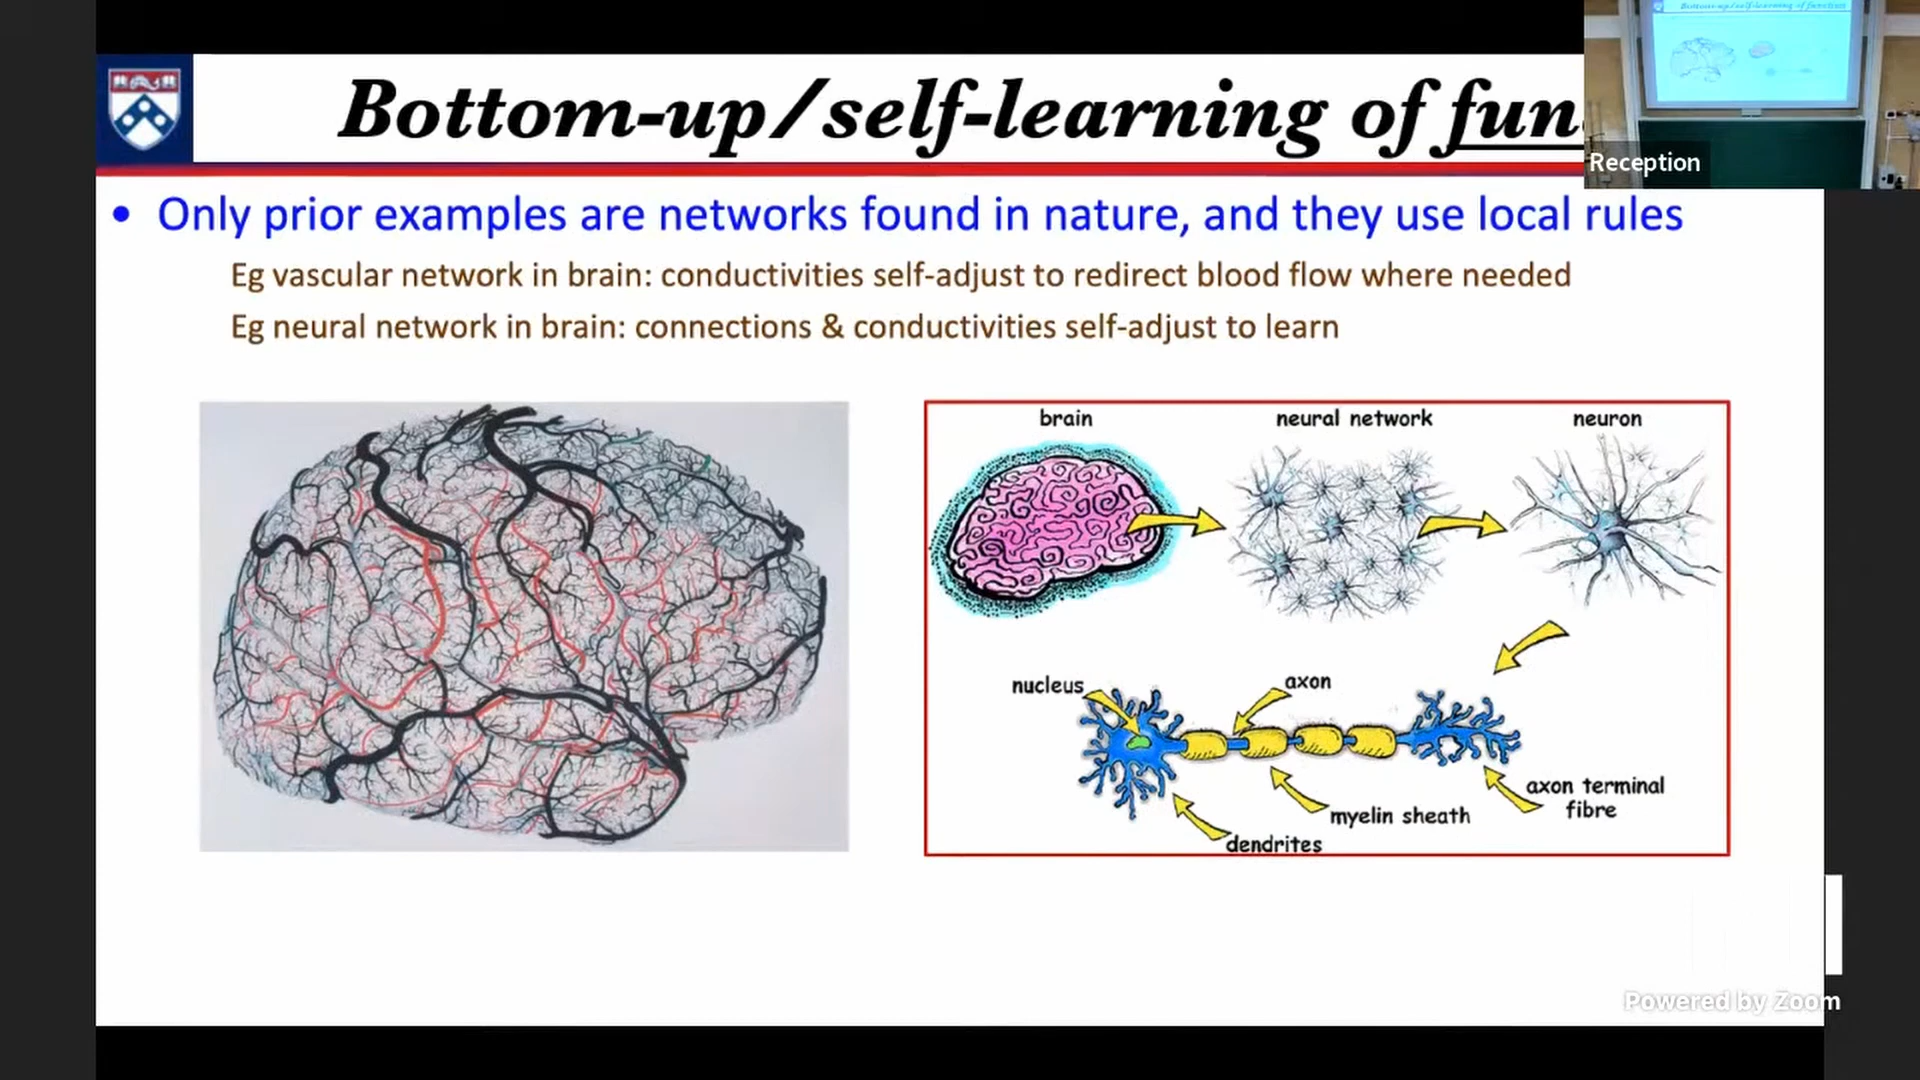 Bottom-up/self-learning of
Reception
• Only prior examples are networks found in nature, and they use local rules
Eg vascular network in brain: conductivities self-adjust to redirect blood flow where needed
Eg neural network in brain: connections & conductivities self-adjust to learn
brain
neural network
neuron
nucleus
axon
axon terminal
fibre
myelin sheath
dendrites
Powered by Zoom